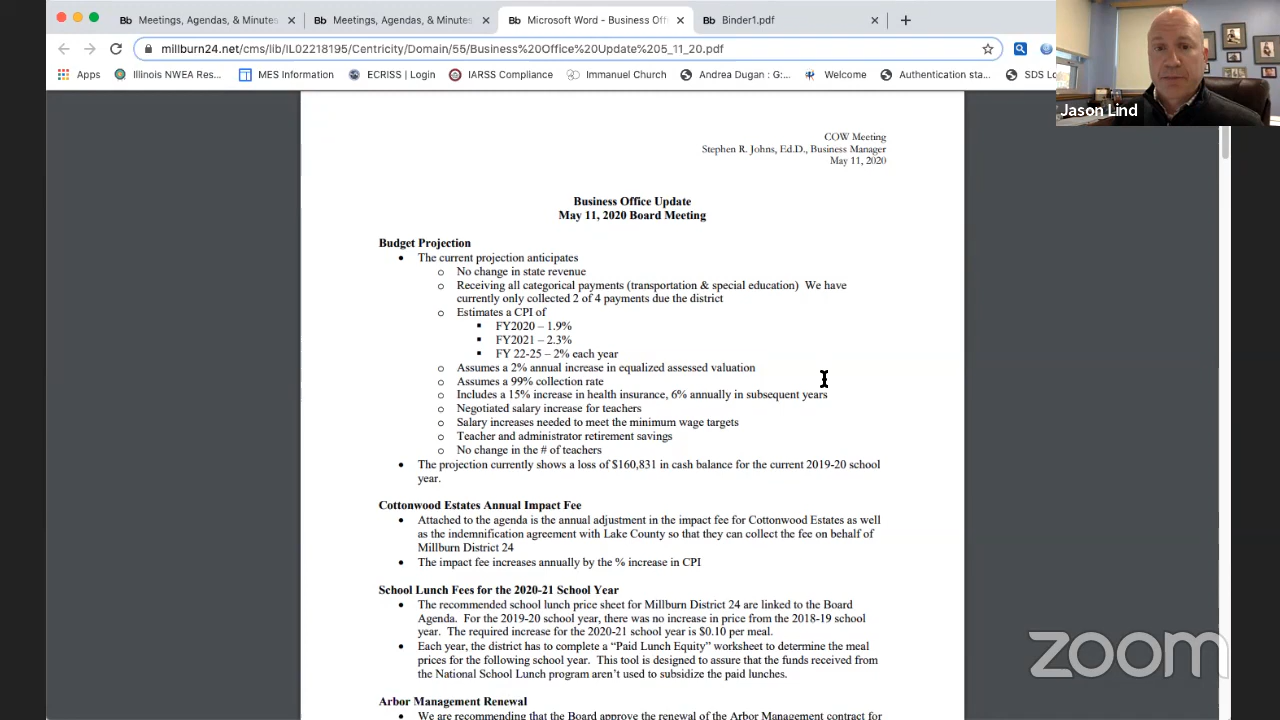 Meetings, Agendas, & Minutes
Meetings, Agendas, & Minutes
Microsoft Word - Business Offi
Binder1.pdf
millburn24.net/cms/lib/IL02218195/Centricity/Domain/55/Business%20Office%20Update%205_11_20.pdf
Apps
Illinois NWEA Res...
MES Information
ECRISS | Login
IARSS Compliance
Immanuel Church
Andrea Dugan : G:...
Welcome
Authentication stat...
SDS Lo
Jason Lind
COW Meeting
Stephen R. Johns, Ed.D., Business Manager
May 11, 2020
Business Office Update
May 11, 2020 Board Meeting
Budget Projection
• The current projection anticipates
o No change in state revenue
o Receiving all categorical payments (transportation & special education) We have
currently only collected 2 of 4 payments due the district
o Estimates a CPI of
▪ FY2020 – 1.9%
▪ FY2021 – 2.3%
▪ FY 22-25 – 2% each year
o Assumes a 2% annual increase in equalized assessed valuation
o Assumes a 99% collection rate
o Includes a 15% increase in health insurance, 6% annually in subsequent years
o Negotiated salary increase for teachers
o Salary increases needed to meet the minimum wage targets
o Teacher and administrator retirement savings
o No change in the # of teachers
• The projection currently shows a loss of $160,831 in cash balance for the current 2019-20 school
year.
Cottonwood Estates Annual Impact Fee
• Attached to the agenda is the annual adjustment in the impact fee for Cottonwood Estates as well
as the indemnification agreement with Lake County so that they can collect the fee on behalf of
Millburn District 24
• The impact fee increases annually by the % increase in CPI
School Lunch Fees for the 2020-21 School Year
• The recommended school lunch price sheet for Millburn District 24 are linked to the Board
Agenda. For the 2019-20 school year, there was no increase in price from the 2018-19 school
year. The required increase for the 2020-21 school year is $0.10 per meal.
• Each year, the district has to complete a “Paid Lunch Equity” worksheet to determine the meal
prices for the following school year. This tool is designed to assure that the funds received from
the National School Lunch program aren’t used to subsidize the paid lunches.
Arbor Management Renewal
• We are recommending that the Board approve the renewal of the Arbor Management contract for
zoom